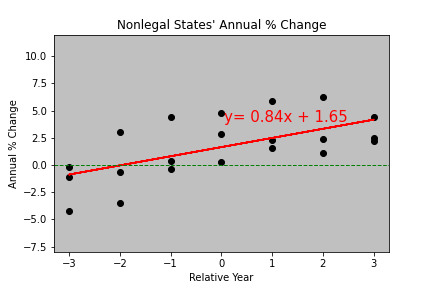 Nonlegal States' Annual % Change
10.0
7.5
5.0
2.5
0.0
−2.5
−5.0
−7.5
Annual % Change
y= 0.84x + 1.65
−3 −2 −1 0 1 2 3
Relative Year